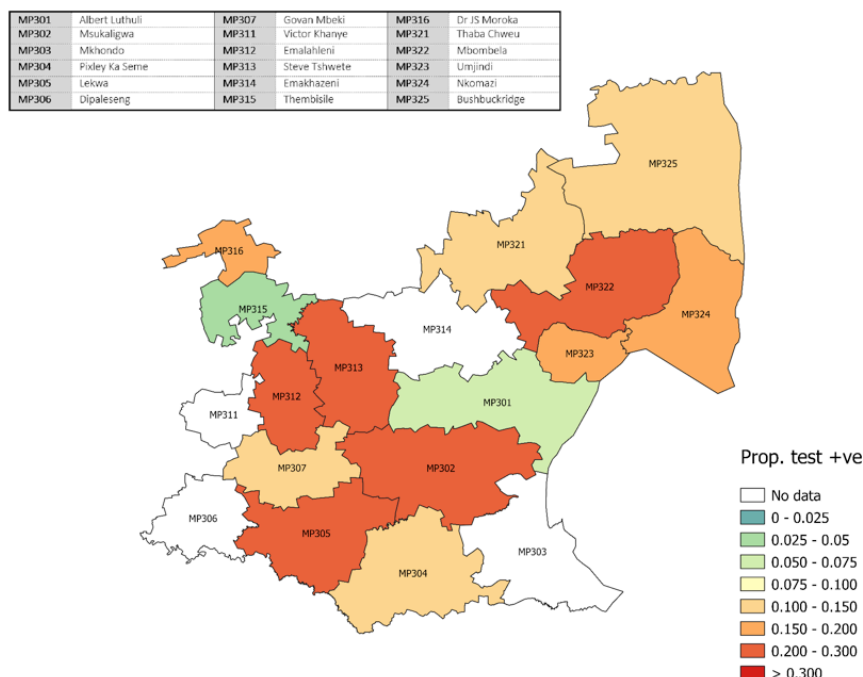 MP301 Albert Luthuli MP307 Govan Mbeki MP316 Dr JS Moroka
MP302 Msukaligwa MP311 Victor Khanye MP321 Thaba Chweu
MP303 Mkhondo MP312 Emalahleni MP322 Mbombela
MP304 Pixley Ka Seme MP313 Steve Tshwete MP323 Umjindi
MP305 Lekwa MP314 Emakhazeni MP324 Nkomazi
MP306 Dipaleseng MP315 Thembisile MP325 Bushbuckridge
MP325
MP321
MP316
MP322
MP315
MP324
MP314
MP323
MP313
MP312
MP301
MP311
MP307
MP302
MP306
MP305
MP303
MP304
Prop. test +ve
No data
0 - 0.025
0.025 - 0.05
0.050 - 0.075
0.075 - 0.100
0.100 - 0.150
0.150 - 0.200
0.200 - 0.300
> 0.300